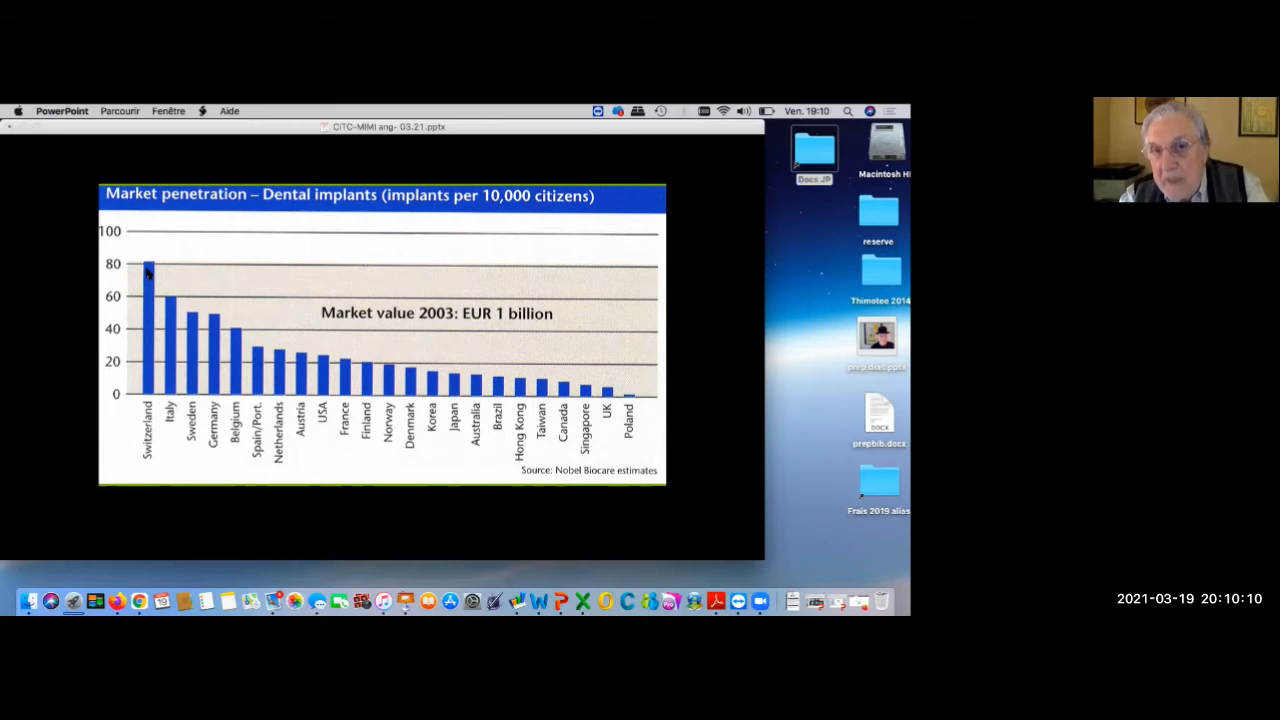 PowerPoint Parcourir Fenêtre Aide
Ven. 19:10
CiTC-MIMI ang- 03.21.pptx
Market penetration – Dental implants (implants per 10,000 citizens)
100
80
60
40
20
0
Market value 2003: EUR 1 billion
Switzerland
Italy
Sweden
Germany
Belgium
Spain/Port.
Netherlands
Austria
USA
France
Finland
Norway
Denmark
Korea
Japan
Australia
Brazil
Hong Kong
Taiwan
Canada
Singapore
UK
Poland
Source: Nobel Biocare estimates
Docs JP
Macintosh H
reserve
Thimotee 2014
DOCX
prepbib.docx
Frais 2019 alias
19
Pro
2021-03-19 20:10:10